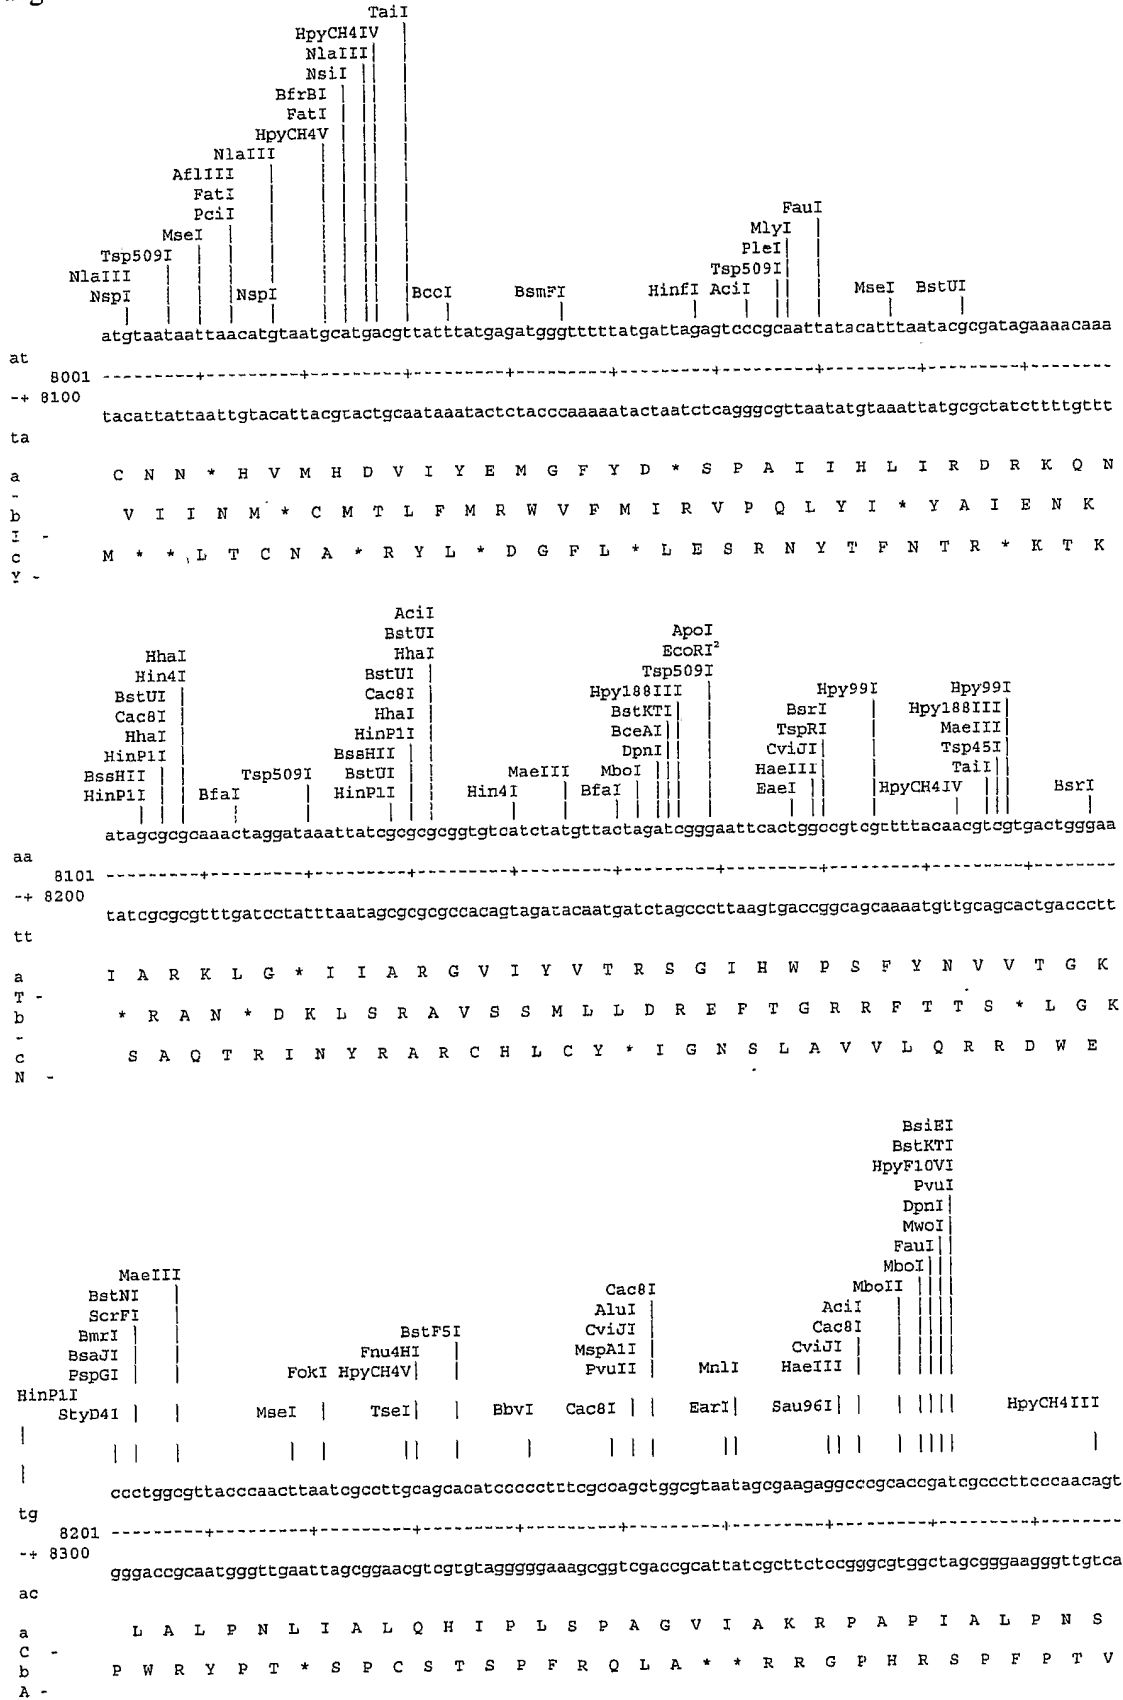 TaiI
HpyCH4IV
NlaIII
NsiI
BfrBI
FatI
HpyCH4V
NlaIII
AflIII
FatI
PciI
FauI
MseI
MlyI
Tsp509I
PleI
NlaIII
Tsp509I
NspI NspI BccI BsmFI HinfI AciI MseI BstUI
atgtaataattaacatgtaatgcatgacgttatttatgagatgggtttttatgattagagtcccgcaattatacatttaatacgcgatagaaaacaaa
at
8001 ---------+---------+---------+---------+---------+---------+---------+---------+---------+--------
-+ 8100
tacattattaattgtacattacgtactgcaataaatactctacccaaaaatactaatctcagggcgttaatatgtaaattatgcgctatcttttgttt
ta
a C N N * H V M H D V I Y E M G F Y D * S P A I I H L I R D R K Q N
-
b V I I N M * C M T L F M R W V F M I R V P Q L Y I * Y A I E N K
I -
c M * * L T C N A * R Y L * D G F L * L E S R N Y T F N T R * K T K
Y -
AciI
BstUI
ApoI
HhaI
HhaI
EcoRI²
Hin4I
BstUI
Tsp509I
BstUI
Cac8I
Hpy188III
Hpy99I
Hpy99I
Cac8I
HhaI
BstKTI
BsrI
Hpy188III
HhaI
HinP1I
BceAI
TspRI
MaeIII
HinP1I
BssHII
DpnI
CviJI
Tsp45I
BssHII
Tsp509I
BstUI
MaeIII
MboI
HaeIII
TaiI
HinP1I BfaI HinP1I Hin4I BfaI EaeI HpyCH4IV BsrI
atagcgcgcaaactaggataaattatcgcgcgcggtgtcatctatgttactagatcgggaattcactggccgtcgttttacaacgtcgtgactgggaa
aa
8101 ---------+---------+---------+---------+---------+---------+---------+---------+---------+--------
-+ 8200
tatcgcgcgtttgatcctatttaatagcgcgcgccacagtagatacaatgatctagcccttaagtgaccggcagcaaaatgttgcagcactgaccctt
tt
a I A R K L G * I I A R G V I Y V T R S G I H W P S F Y N V V T G K
T -
b * R A N * D K L S R A V S S M L L D R E F T G R R F T T S * L G K
-
c S A Q T R I N Y R A R C H L C Y * I G N S L A V V L Q R R D W E
N -
BsiEI
BstKTI
HpyF10VI
PvuI
DpnI
MwoI
FauI
MaeIII
MboI
BstNI
Cac8I
MboII
ScrFI
AluI
AciI
BmrI
BstF5I
CviJI
Cac8I
BsaJI
Fnu4HI
MspA1I
CviJI
PspGI
FokI HpyCH4V
PvuII
MnlI
HaeIII
HinP1I
StyD4I MseI TseI BbvI Cac8I EarI Sau96I HpyCH4III
ccctggcgttacccaacttaatcgccttgcagcacatccccctttcgccagctggcgtaatagcgaagaggcccgcaccgatcgcccttcccaacagt
tg
8201 ---------+---------+---------+---------+---------+---------+---------+---------+---------+--------
-+ 8300
gggaccgcaatgggttgaattagcggaacgtcgtgtagggggaaagcggtcgaccgcattatcgcttctccgggcgtggctagcgggaagggttgtca
ac
a L A L P N L I A L Q H I P L S P A G V I A K R P A P I A L P N S
C -
b P W R Y P T * S P C S T S P F R Q L A * * R R G P H R S P F P T V
A -